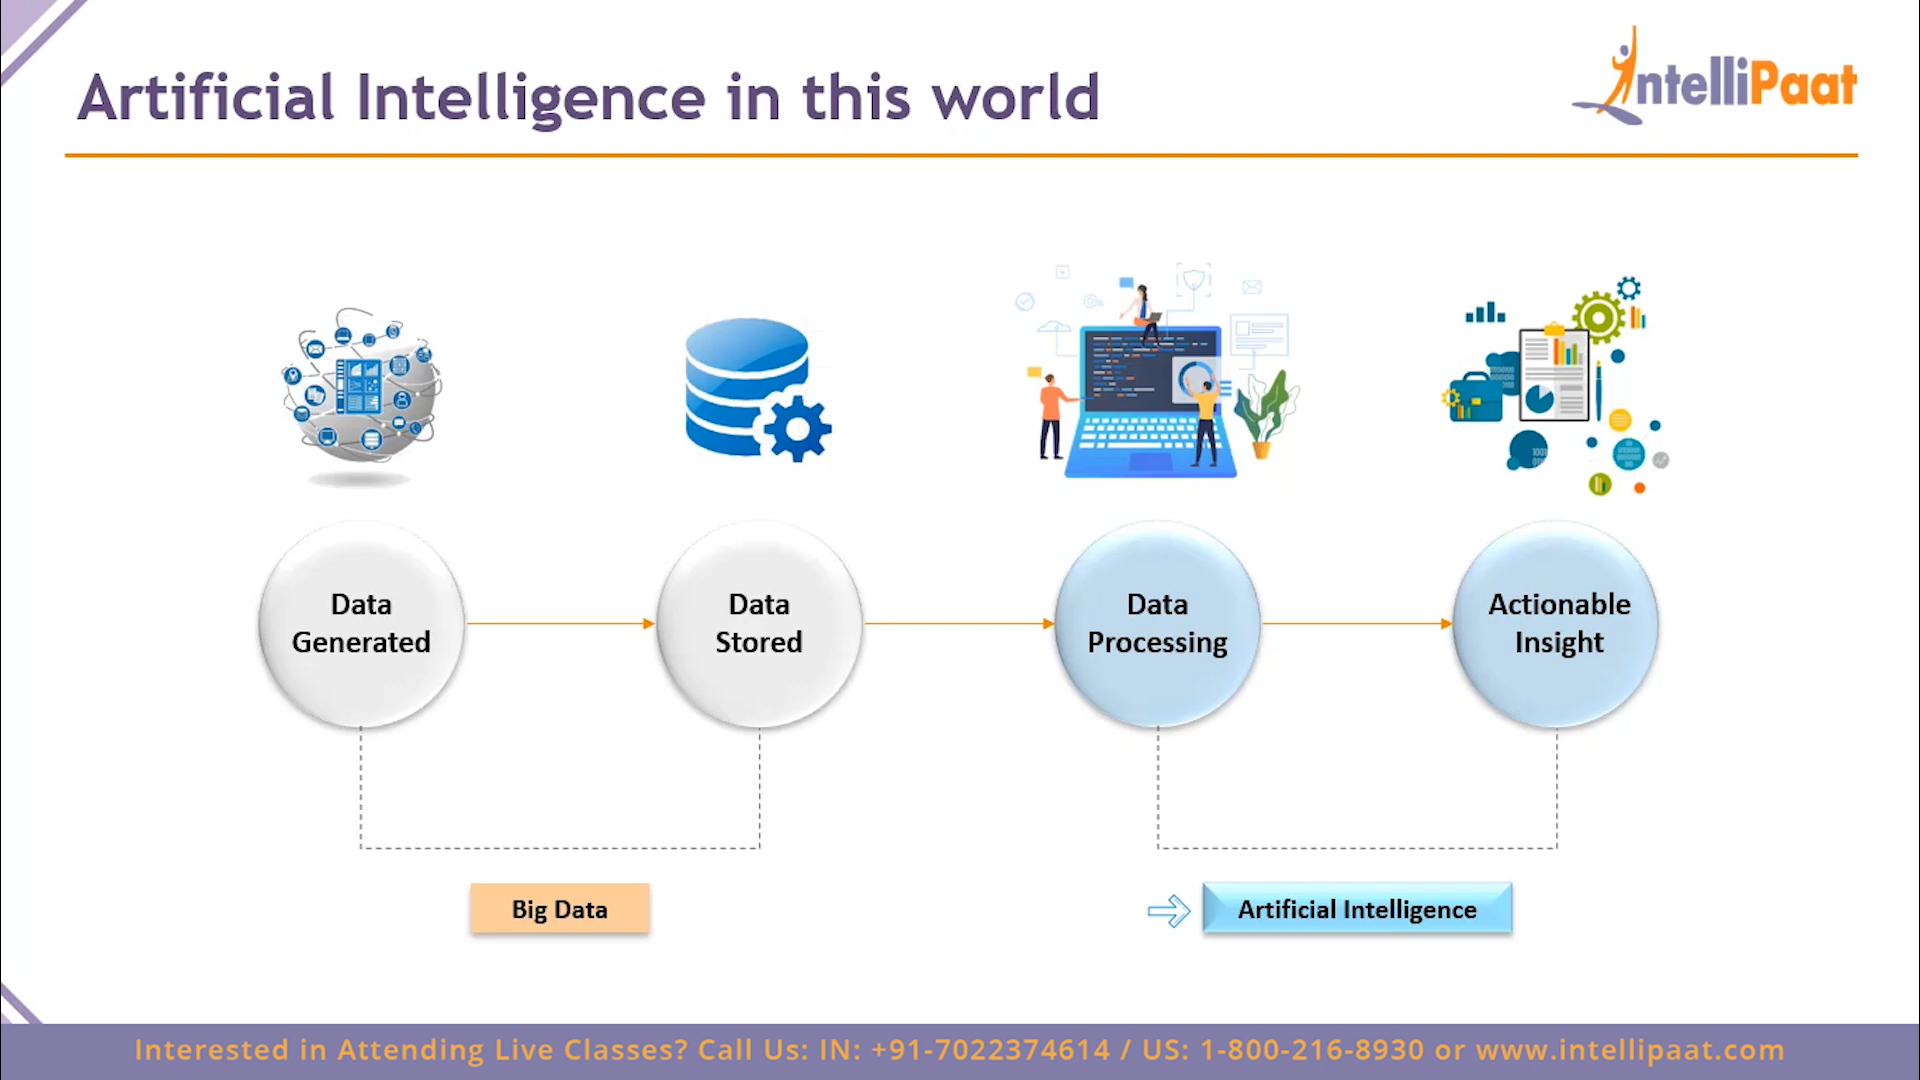 Artificial Intelligence in this world
IntelliPaat
Data
Generated
Data
Stored
Data
Processing
Actionable
Insight
Big Data
Artificial Intelligence
Interested in Attending Live Classes? Call Us: IN: +91-7022374614 / US: 1-800-216-8930 or www.intellipaat.com